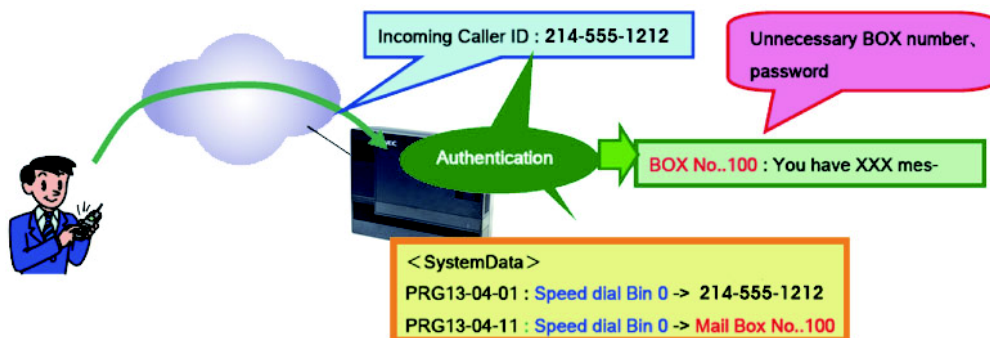 Incoming Caller ID : 214-555-1212
Unnecessary BOX number、
password
Authentication
BOX No..100 : You have XXX mes-
＜SystemData＞
PRG13-04-01 : Speed dial Bin 0 -> 214-555-1212
PRG13-04-11 : Speed dial Bin 0 -> Mail Box No..100